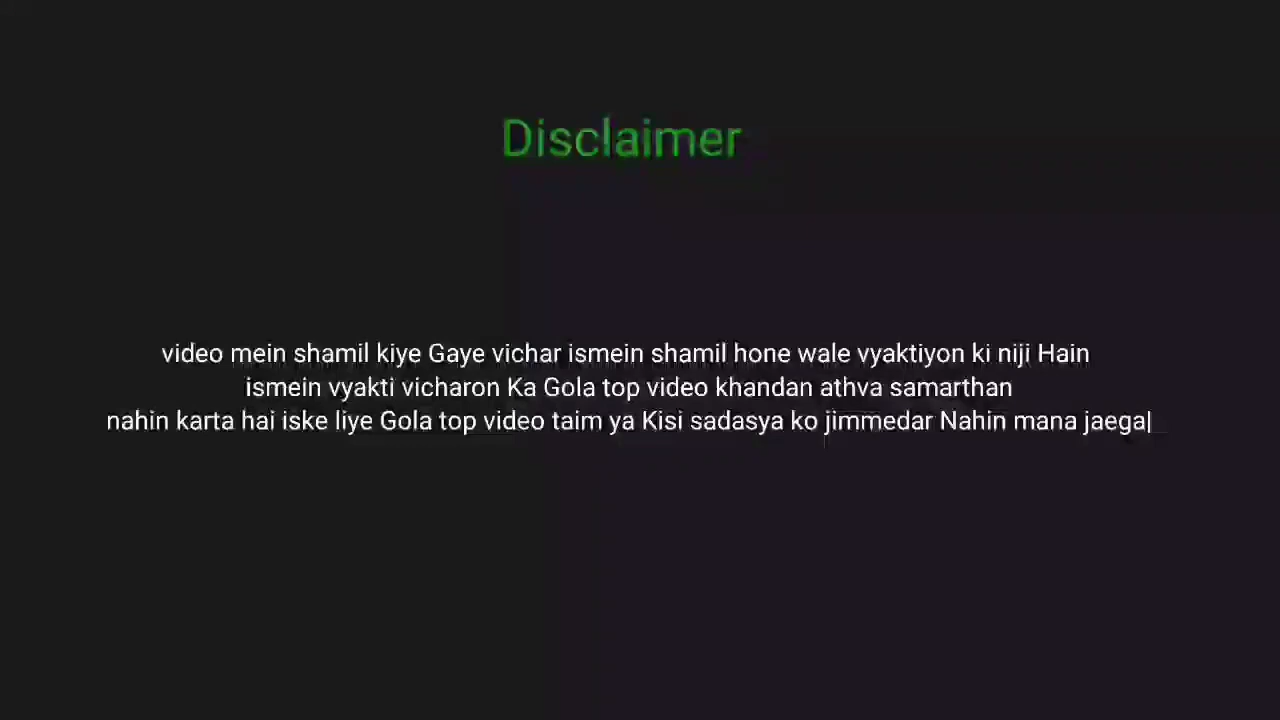 Disclaimer
video mein shamil kiye Gaye vichar ismein shamil hone wale vyaktiyon ki niji Hain
ismein vyakti vicharon Ka Gola top video khandan athva samarthan
nahin karta hai iske liye Gola top video taim ya Kisi sadasya ko jimmedar Nahin mana jaega|